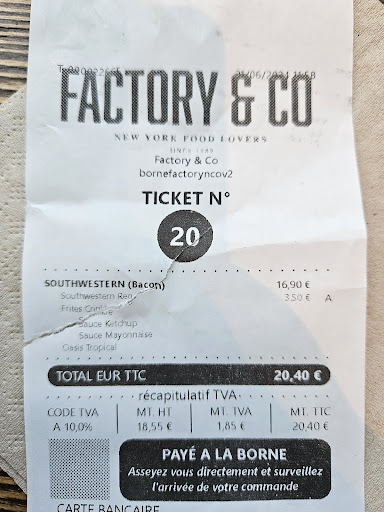 FACTORY & CO
NEW YORK FOOD LOVERS
Factory & Co
bornefactoryncov2
TICKET N°
20
SOUTHWESTERN (Bacon) 16,90 €
Southwestern 3,50 € A
Frites
Sauce Ketchup
Sauce Mayonnaise
Oasis Tropical
TOTAL EUR TTC 20,40 €
récapitulatif TVA
CODE TVA MT. HT MT. TVA MT. TTC
A 10,0% 18,55 € 1,85 € 20,40 €
PAYÉ A LA BORNE
Asseyez vous directement et surveillez
l'arrivée de votre commande
CARTE BANCAIRE